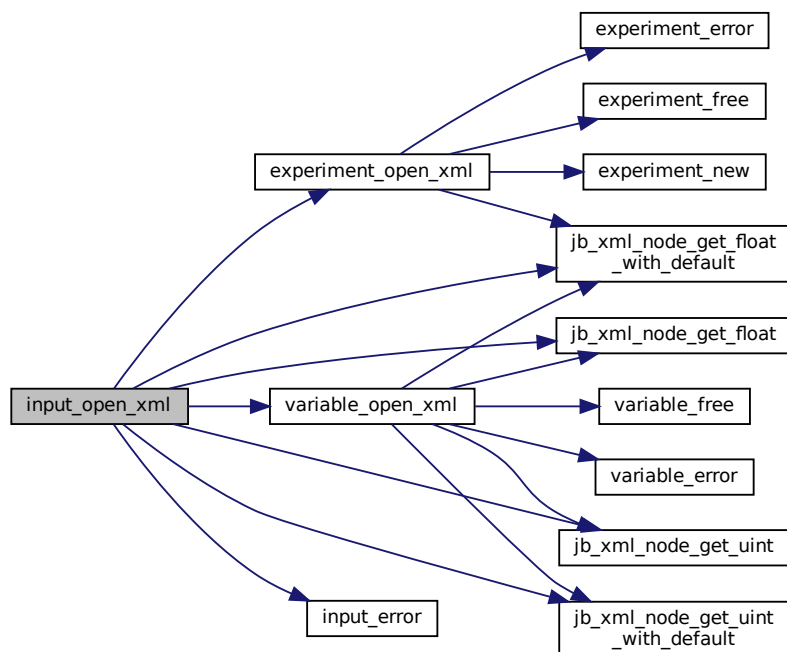 experiment_error
experiment_free
experiment_open_xml
experiment_new
jb_xml_node_get_float
_with_default
jb_xml_node_get_float
input_open_xml
variable_open_xml
variable_free
variable_error
jb_xml_node_get_uint
input_error
jb_xml_node_get_uint
_with_default